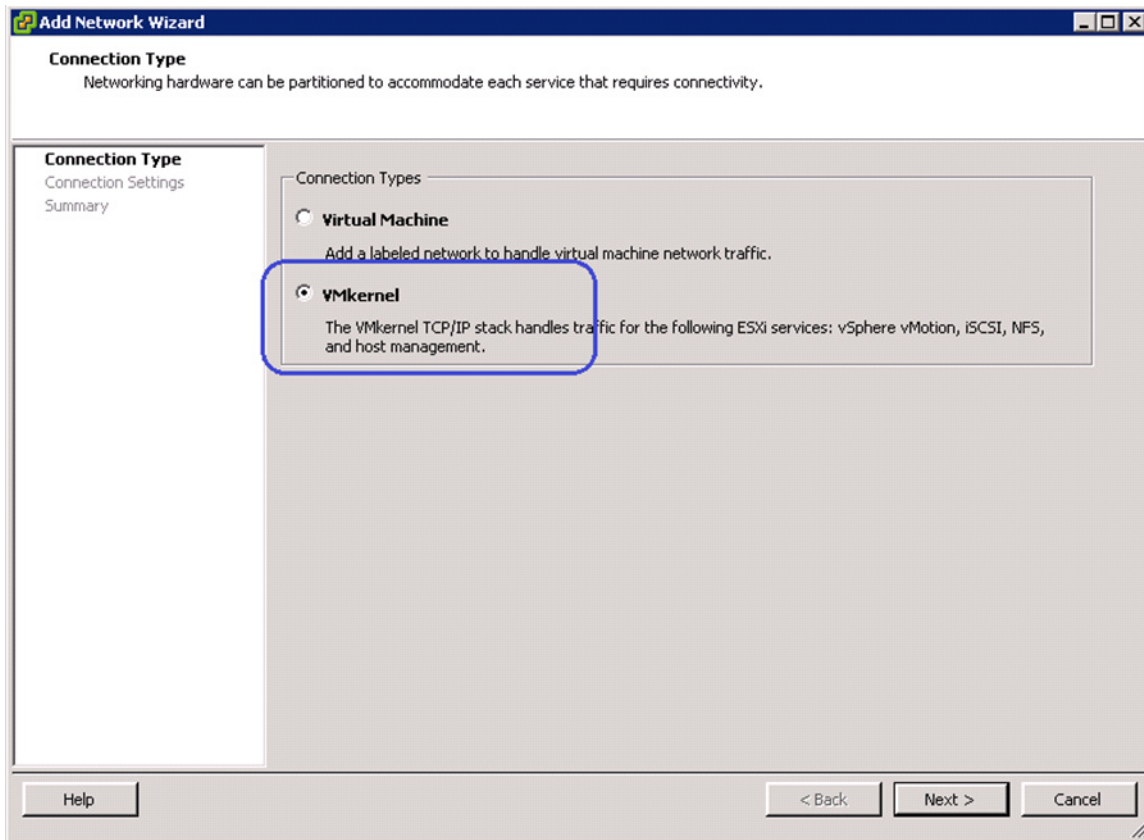 Add Network Wizard
Connection Type
Networking hardware can be partitioned to accommodate each service that requires connectivity.
Connection Type
Connection Settings
Summary
Connection Types
Virtual Machine
Add a labeled network to handle virtual machine network traffic.
VMkernel
The VMkernel TCP/IP stack handles traffic for the following ESXi services: vSphere vMotion, iSCSI, NFS,
and host management.
Help
< Back
Next >
Cancel